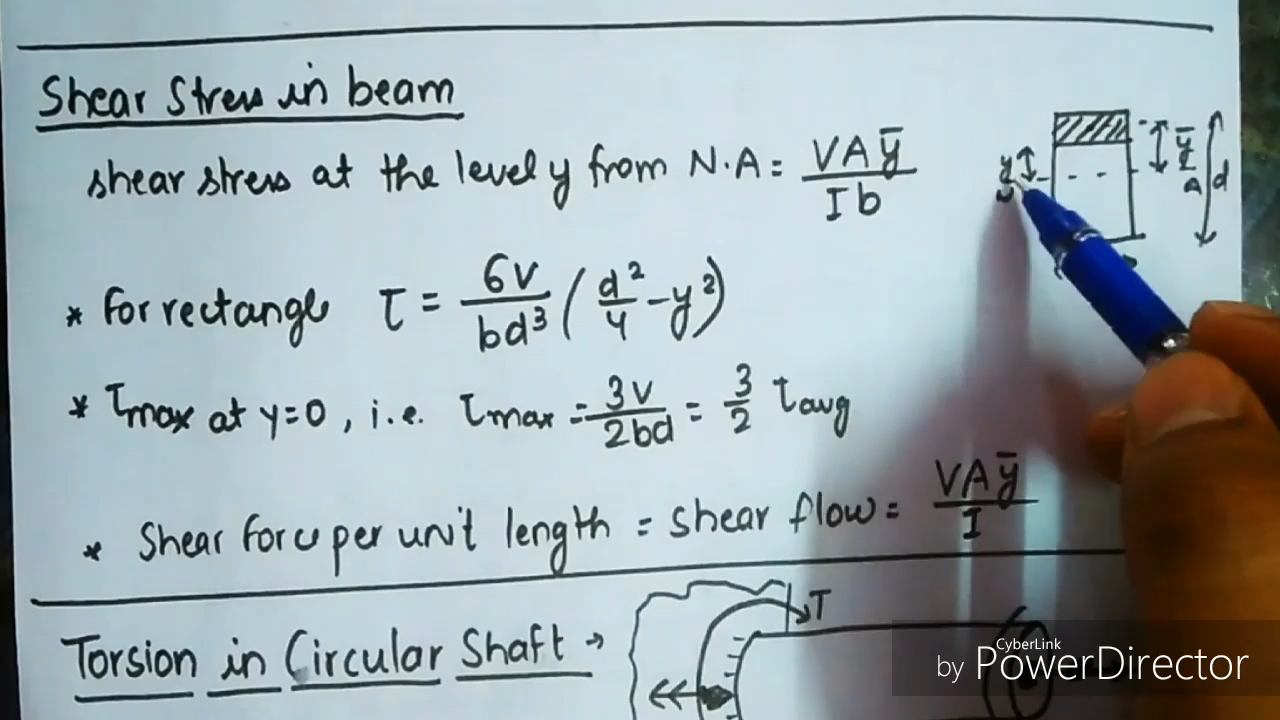 Shear Stress in beam
shear stress at the level y from N.A = VAȳ / Ib
y
ȳ
A
d
* For rectangle τ = 6V / bd³ ( d²/4 - y² )
* τmax at y=0, i.e. τmax = 3V / 2bd = 3/2 τavg
* Shear force per unit length = shear flow = VAȳ / I
Torsion in Circular Shaft →
T
CyberLink
by PowerDirector